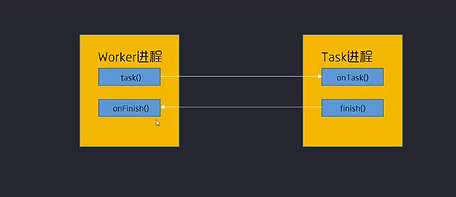 Worker进程
task()
onFinish()
Task进程
onTask()
finish()